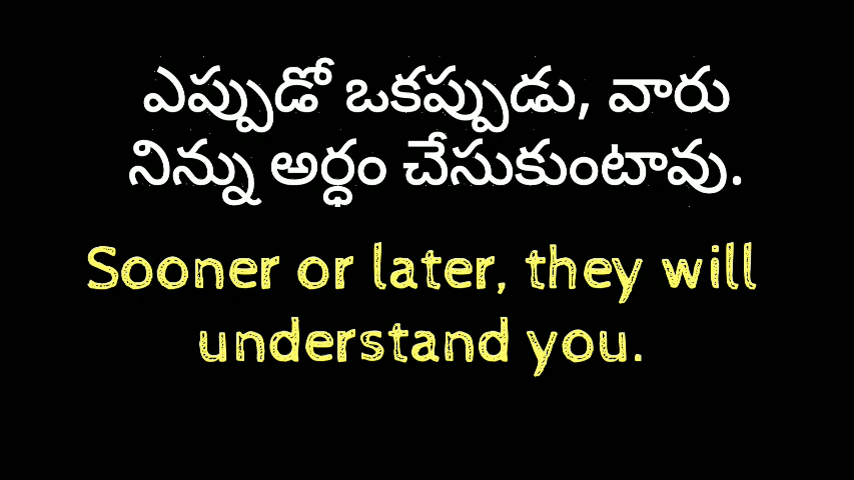 ఎప్పుడో ఒకప్పుడు, వారు
నిన్ను అర్ధం చేసుకుంటావు.
Sooner or later, they will
understand you.